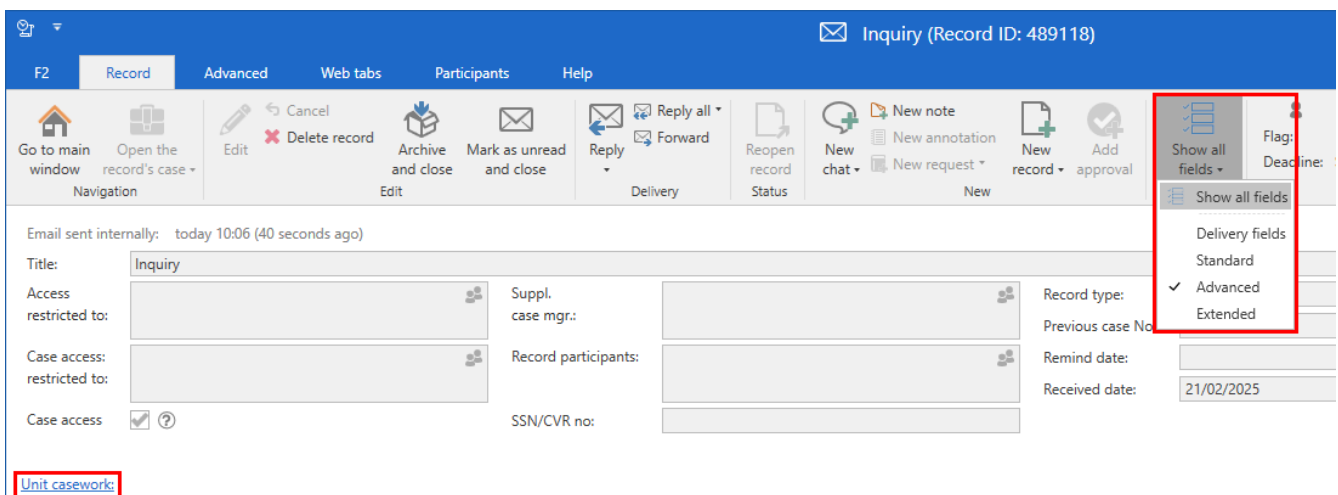 Inquiry (Record ID: 489118)
F2 Record Advanced Web tabs Participants Help
Go to main window
Open the record's case
Navigation
Edit
Cancel
Delete record
Archive and close
Mark as unread and close
Edit
Reply
Reply all
Forward
Delivery
Reopen record
Status
New chat
New note
New annotation
New request
New record
Add approval
New
Show all fields
Flag:
Deadline:
Show all fields
Delivery fields
Standard
Advanced
Extended
Email sent internally: today 10:06 (40 seconds ago)
Title: Inquiry
Access restricted to:
Suppl. case mgr.:
Record type:
Previous case No
Case access: restricted to:
Record participants:
Remind date:
Received date: 21/02/2025
Case access
SSN/CVR no:
Unit casework: